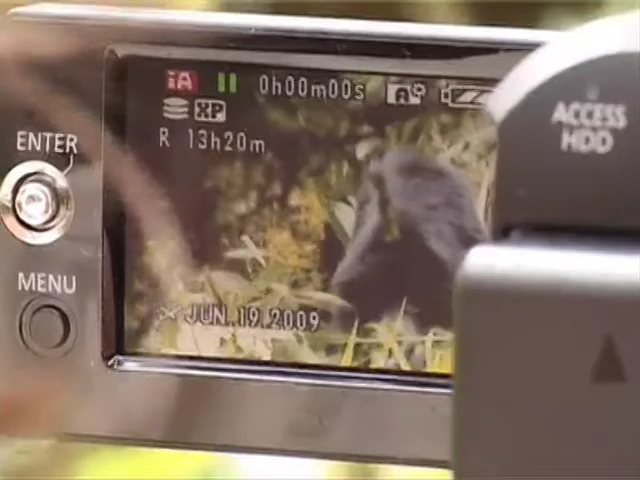 iA 0h00m00s A
XP
R 13h20m
ENTER
MENU
JUN.19.2009
ACCESS
HDD